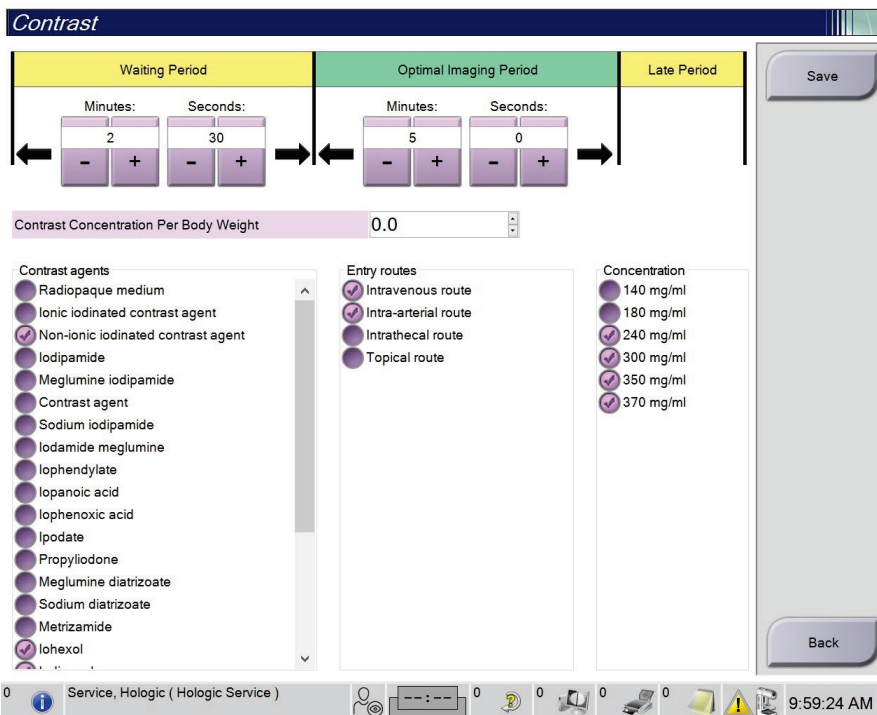 Contrast
Waiting Period Optimal Imaging Period Late Period
Save
Minutes: Seconds: Minutes: Seconds:
2 30 5 0
- + - + - + - +
Contrast Concentration Per Body Weight 0.0
Contrast agents
Radiopaque medium
Ionic iodinated contrast agent
Non-ionic iodinated contrast agent
Iodipamide
Meglumine iodipamide
Contrast agent
Sodium iodipamide
Iodamide meglumine
Iophendylate
Iopanoic acid
Iophenoxic acid
Ipodate
Propyliodone
Meglumine diatrizoate
Sodium diatrizoate
Metrizamide
Iohexol
Entry routes
Intravenous route
Intra-arterial route
Intrathecal route
Topical route
Concentration
140 mg/ml
180 mg/ml
240 mg/ml
300 mg/ml
350 mg/ml
370 mg/ml
Back
0 Service, Hologic ( Hologic Service ) --:-- 0 0 0 0 9:59:24 AM